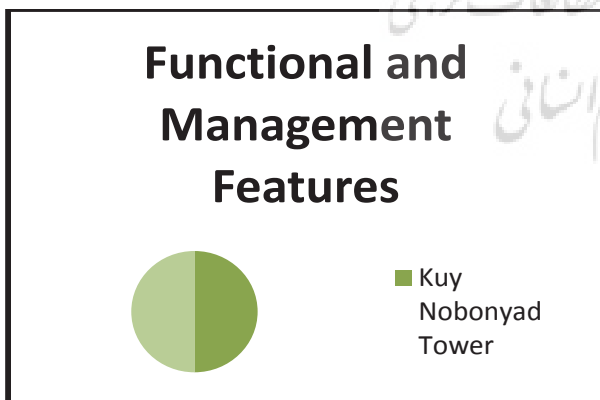 Functional and
Management
Features
Kuy
Nobonyad
Tower